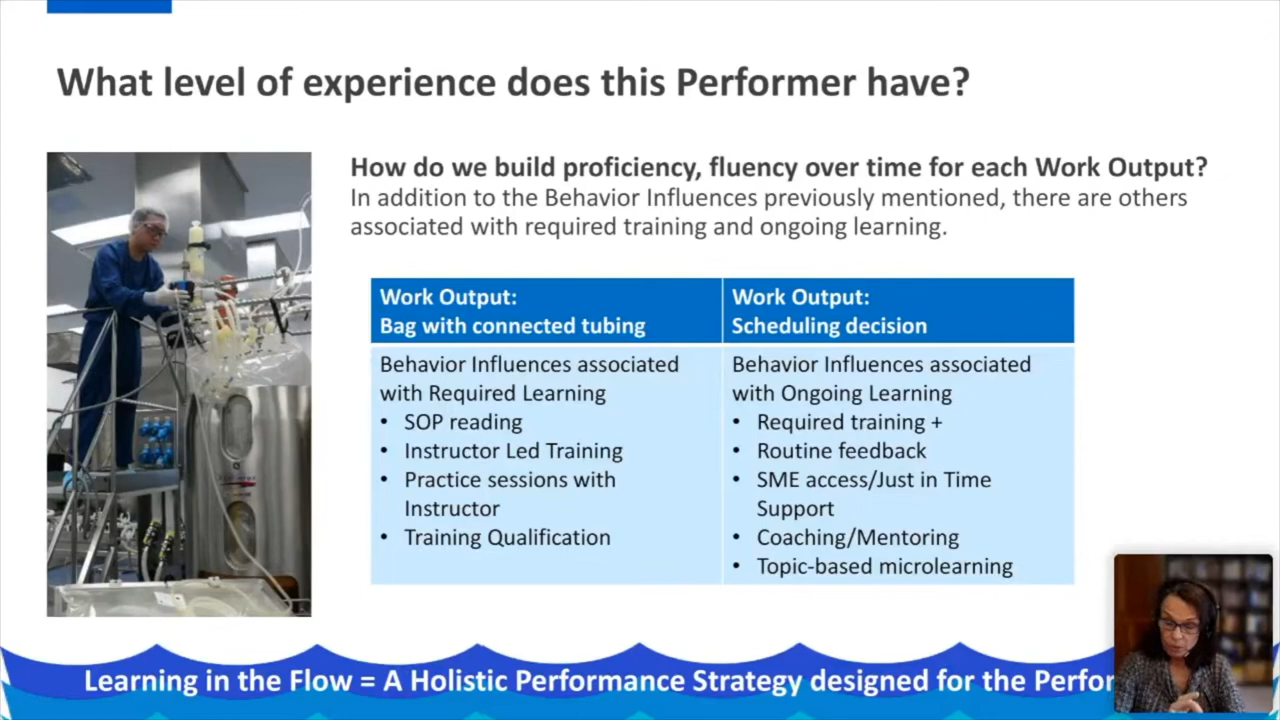 What level of experience does this Performer have?
How do we build proficiency, fluency over time for each Work Output?
In addition to the Behavior Influences previously mentioned, there are others
associated with required training and ongoing learning.
Work Output:
Bag with connected tubing
Behavior Influences associated
with Required Learning
• SOP reading
• Instructor Led Training
• Practice sessions with
Instructor
• Training Qualification
Work Output:
Scheduling decision
Behavior Influences associated
with Ongoing Learning
• Required training +
• Routine feedback
• SME access/Just in Time
Support
• Coaching/Mentoring
• Topic-based microlearning
Learning in the Flow = A Holistic Performance Strategy designed for the Perfor